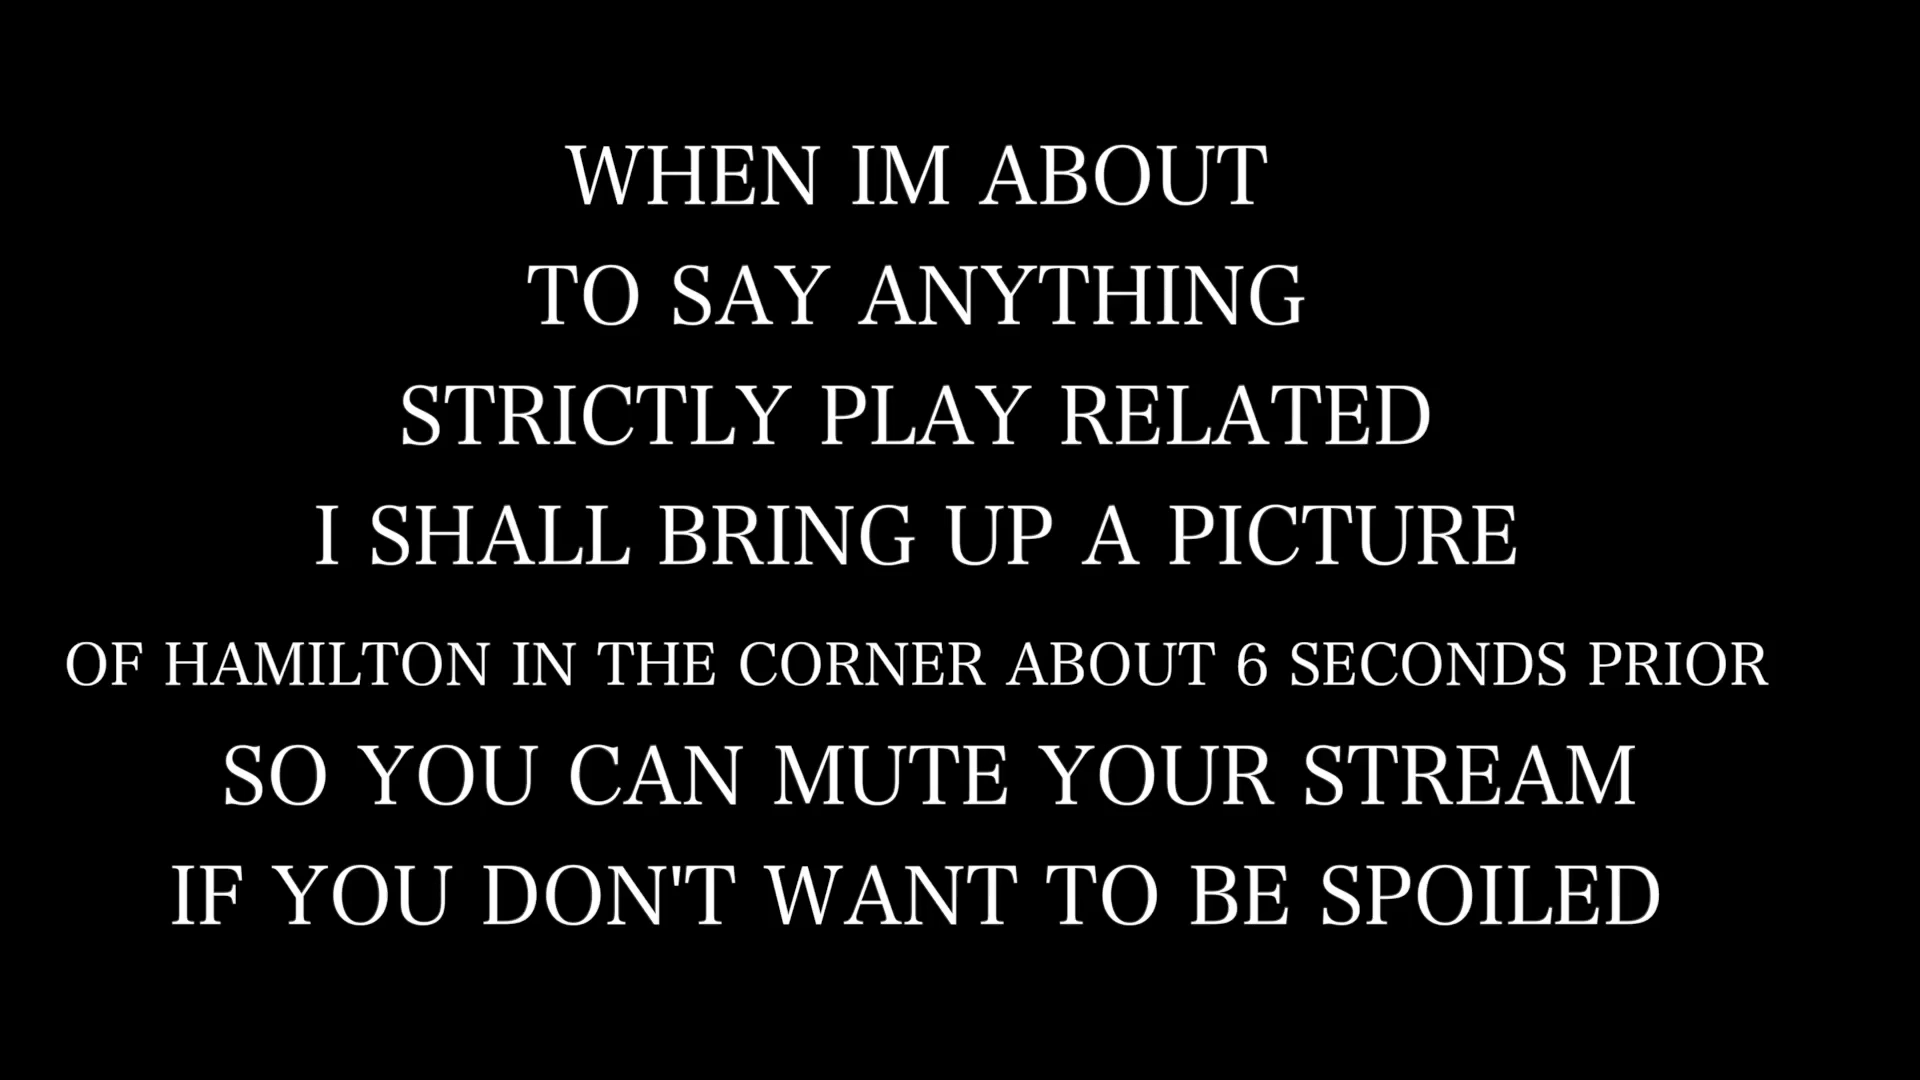 WHEN IM ABOUT
TO SAY ANYTHING
STRICTLY PLAY RELATED
I SHALL BRING UP A PICTURE
OF HAMILTON IN THE CORNER ABOUT 6 SECONDS PRIOR
SO YOU CAN MUTE YOUR STREAM
IF YOU DON'T WANT TO BE SPOILED